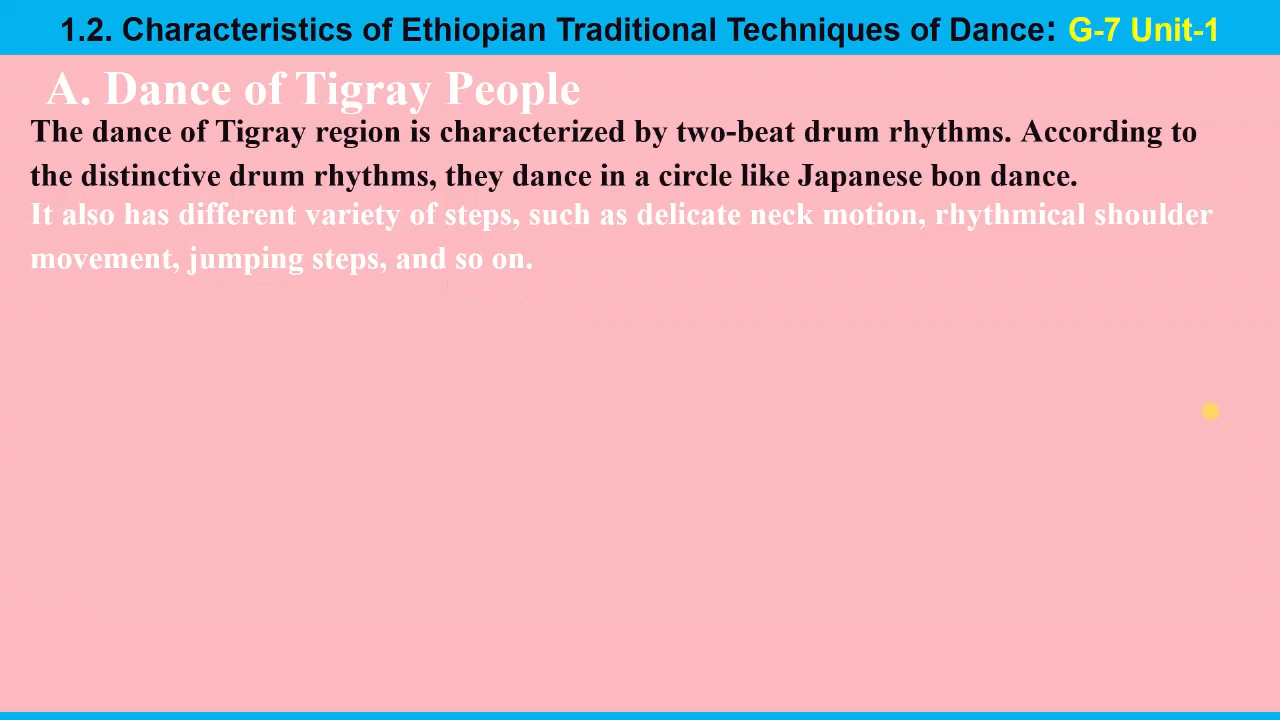 1.2. Characteristics of Ethiopian Traditional Techniques of Dance: G-7 Unit-1
A. Dance of Tigray People
The dance of Tigray region is characterized by two-beat drum rhythms. According to
the distinctive drum rhythms, they dance in a circle like Japanese bon dance.
It also has different variety of steps, such as delicate neck motion, rhythmical shoulder
movement, jumping steps, and so on.